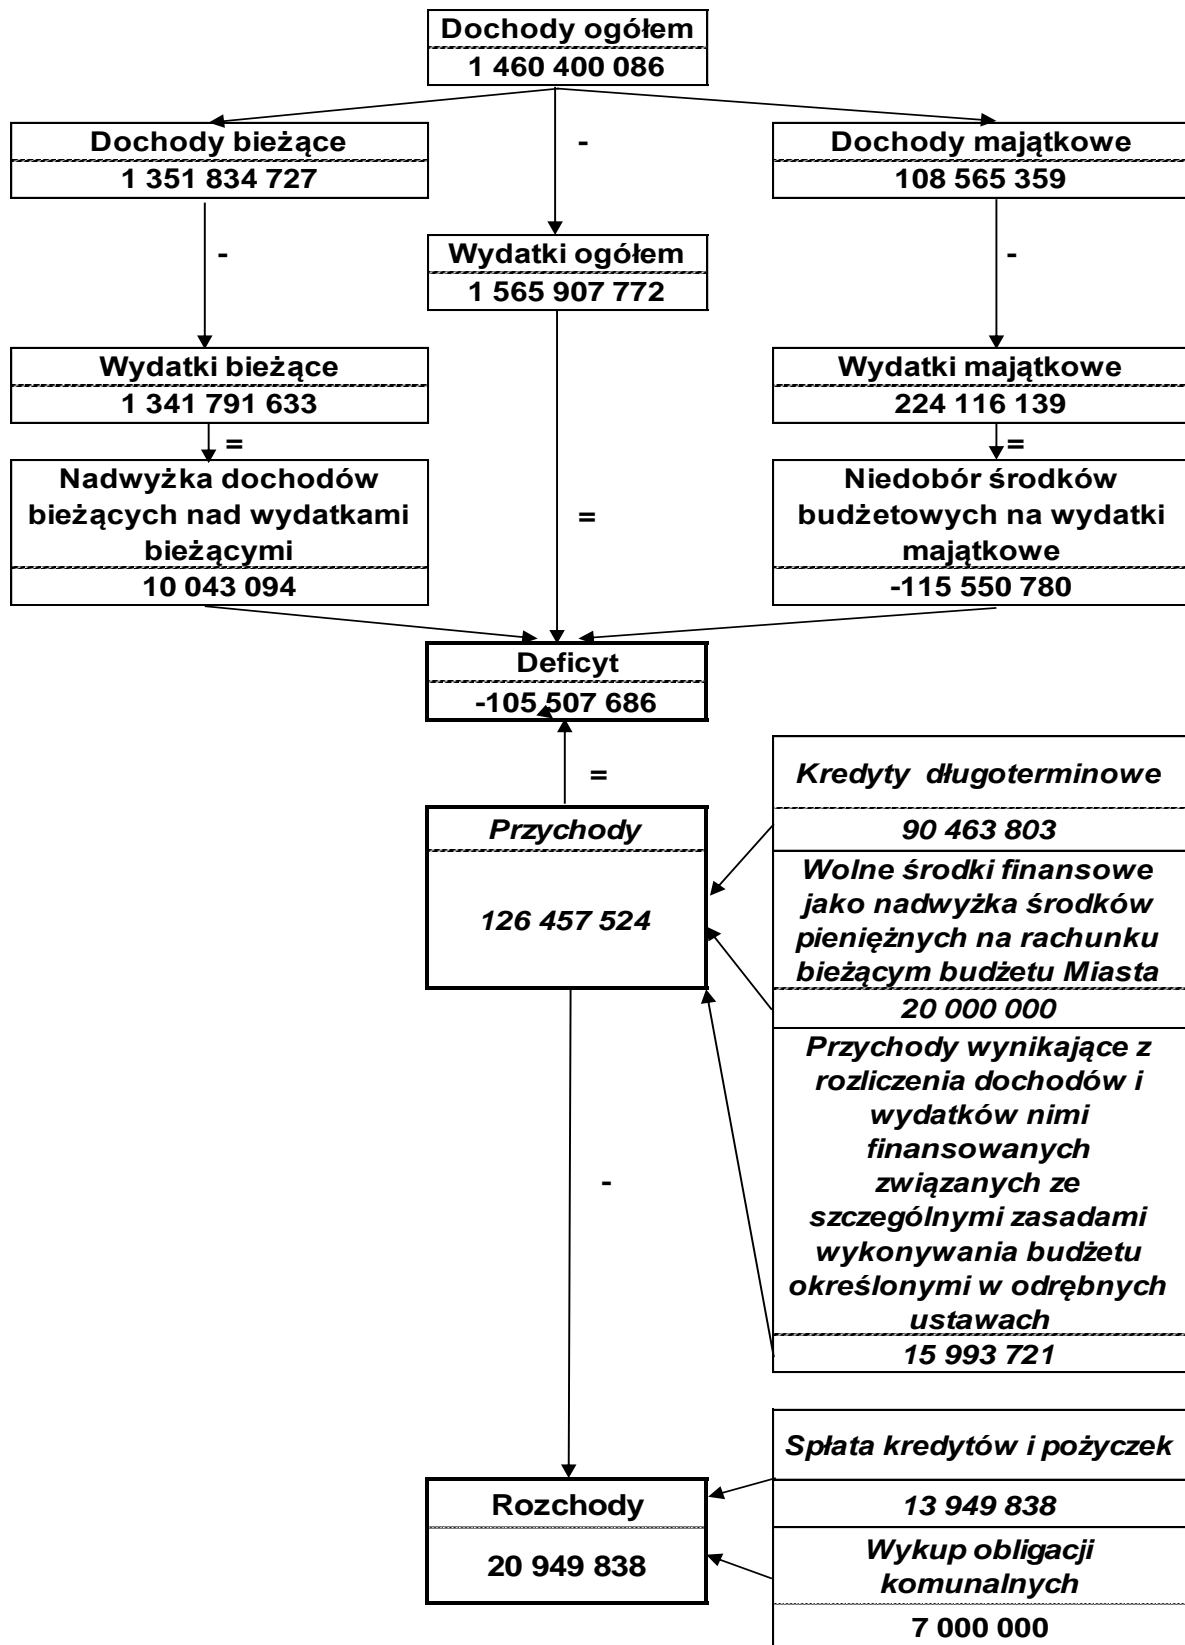 Dochody ogółem
1 460 400 086
Dochody bieżące
1 351 834 727
-
Dochody majątkowe
108 565 359
-
Wydatki ogółem
1 565 907 772
-
Wydatki bieżące
1 341 791 633
=
Wydatki majątkowe
224 116 139
=
Nadwyżka dochodów
bieżących nad wydatkami
bieżącymi
10 043 094
=
Niedobór środków
budżetowych na wydatki
majątkowe
-115 550 780
Deficyt
-105 507 686
=
Przychody
126 457 524
Kredyty długoterminowe
90 463 803
Wolne środki finansowe
jako nadwyżka środków
pieniężnych na rachunku
bieżącym budżetu Miasta
20 000 000
Przychody wynikające z
rozliczenia dochodów i
wydatków nimi
finansowanych
związanych ze
szczególnymi zasadami
wykonywania budżetu
określonymi w odrębnych
ustawach
15 993 721
-
Rozchody
20 949 838
Spłata kredytów i pożyczek
13 949 838
Wykup obligacji
komunalnych
7 000 000